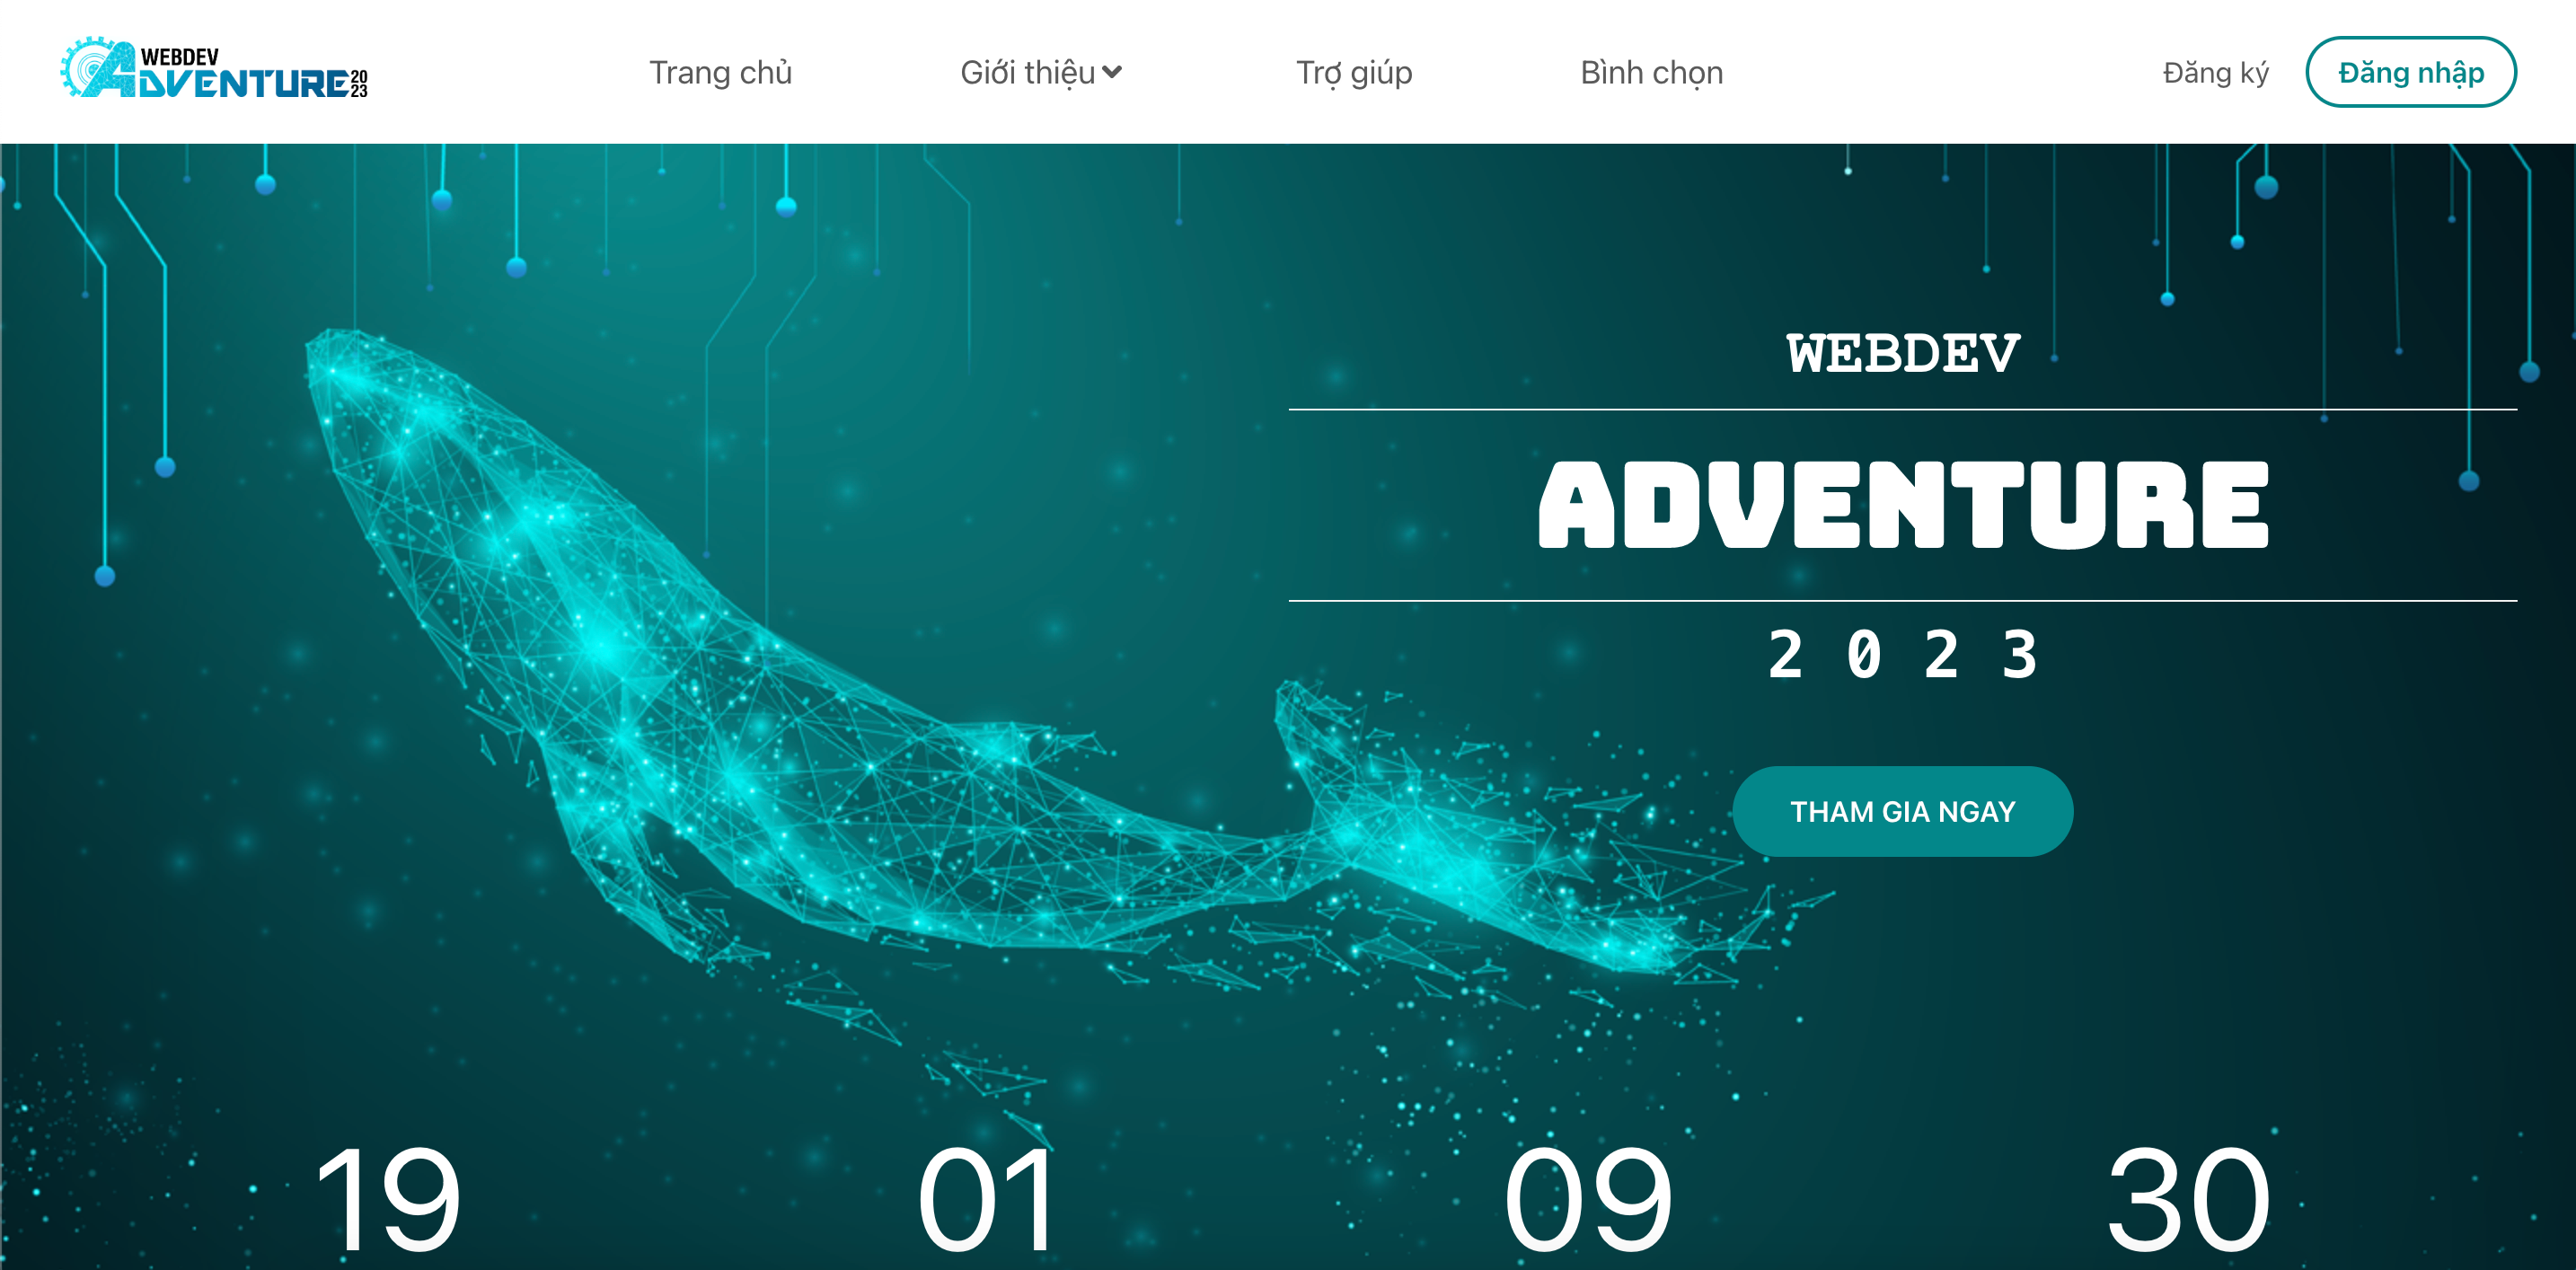 WEBDEV
ADVENTURE 2023
Trang chủ
Giới thiệu
Trợ giúp
Bình chọn
Đăng ký
Đăng nhập
WEBDEV
ADVENTURE
2 0 2 3
THAM GIA NGAY
19 01 09 30